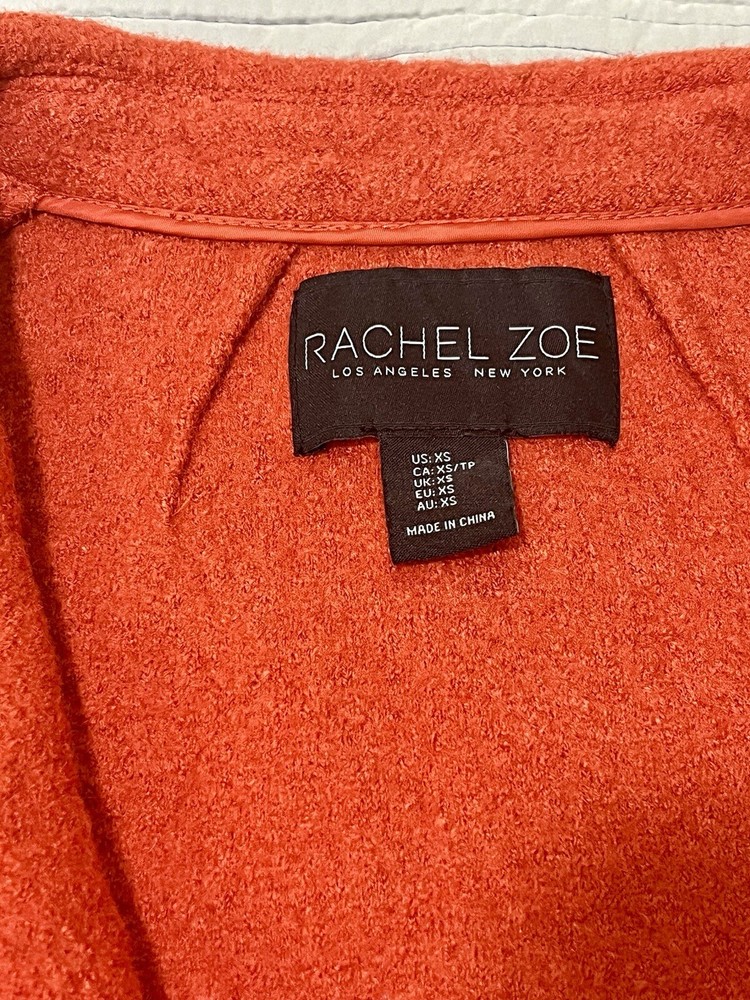 RACHEL ZOE
LOS ANGELES NEW YORK
US: XS
CA: XS/TP
UK: XS
EU: XS
AU: XS
MADE IN CHINA